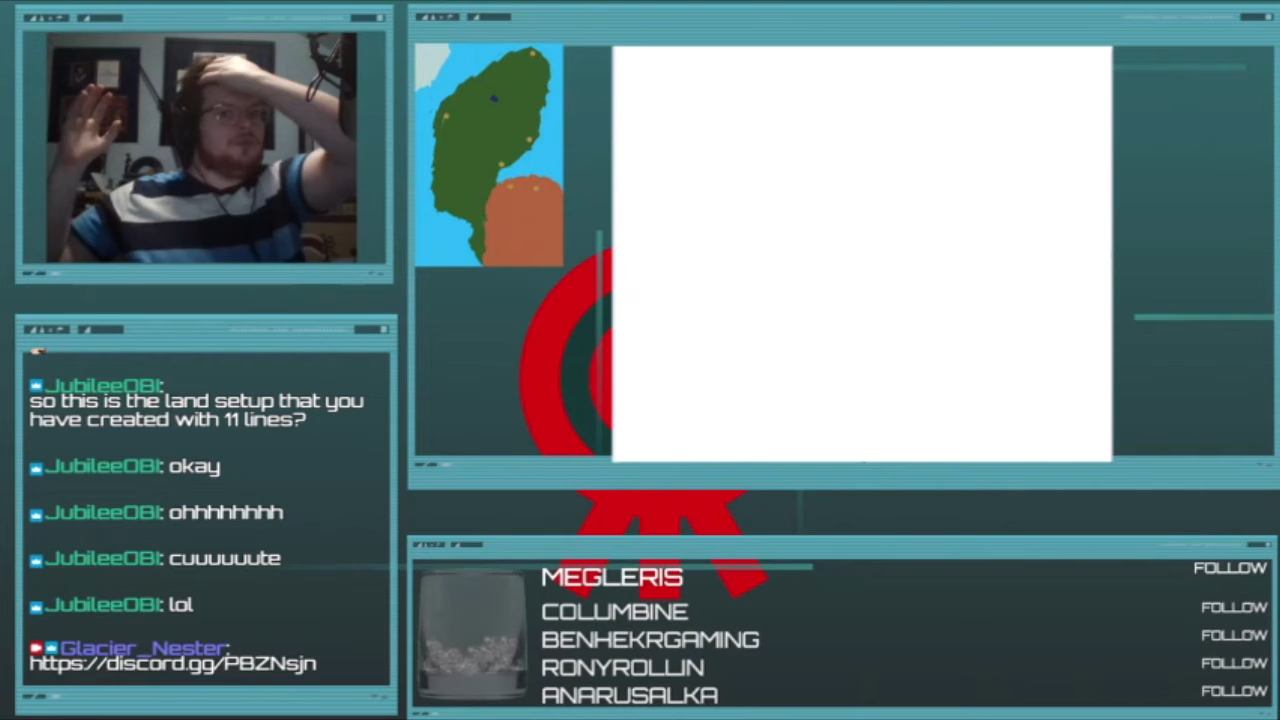 JubileeOBI:
so this is the land setup that you
have created with 11 lines?
JubileeOBI: okay
JubileeOBI: ohhhhhhhh
JubileeOBI: cuuuuuute
JubileeOBI: lol
Glacier_Nester:
https://discord.gg/PBZNsjn
MEGLERIS FOLLOW
COLUMBINE FOLLOW
BENHEKRGAMING FOLLOW
RONYROLLIN FOLLOW
ANARUSALKA FOLLOW